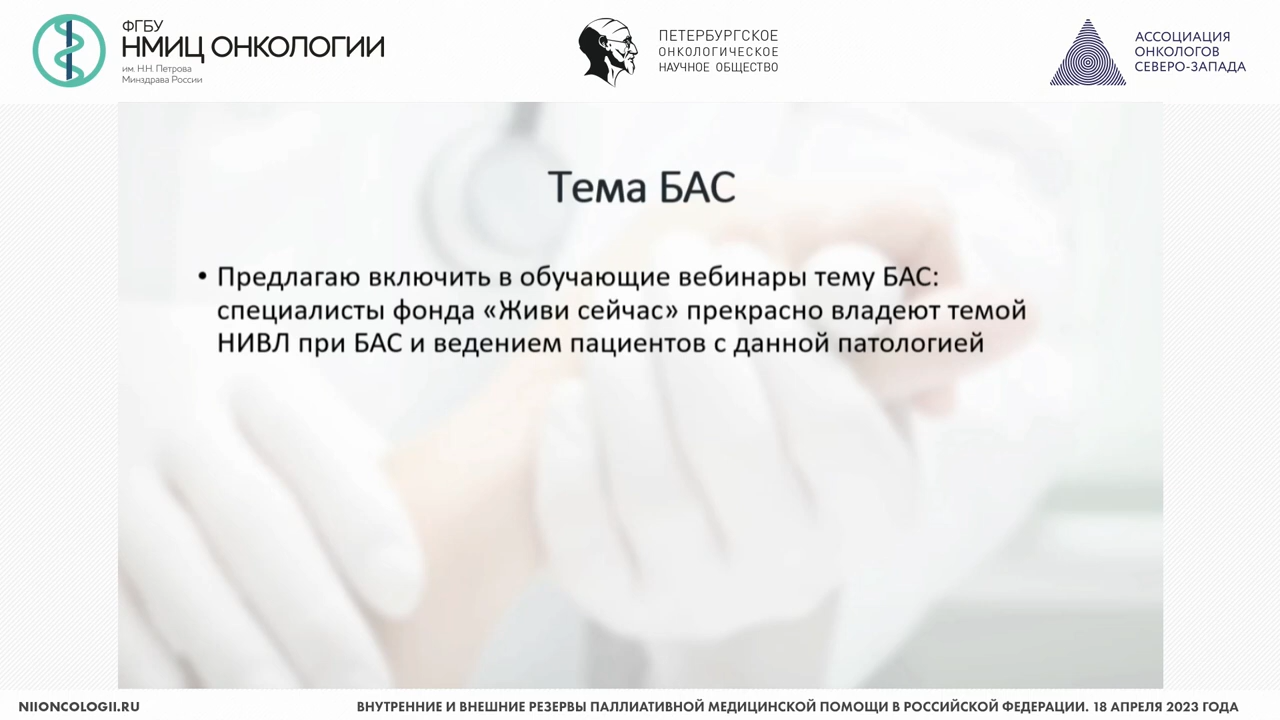 ФГБУ
НМИЦ ОНКОЛОГИИ
им. Н.Н. Петрова
Минздрава России
ПЕТЕРБУРГСКОЕ
ОНКОЛОГИЧЕСКОЕ
НАУЧНОЕ ОБЩЕСТВО
АССОЦИАЦИЯ
ОНКОЛОГОВ
СЕВЕРО-ЗАПАДА
Тема БАС
• Предлагаю включить в обучающие вебинары тему БАС:
специалисты фонда «Живи сейчас» прекрасно владеют темой
НИВЛ при БАС и ведением пациентов с данной патологией
NIIONCOLOGII.RU
ВНУТРЕННИЕ И ВНЕШНИЕ РЕЗЕРВЫ ПАЛЛИАТИВНОЙ МЕДИЦИНСКОЙ ПОМОЩИ В РОССИЙСКОЙ ФЕДЕРАЦИИ. 18 АПРЕЛЯ 2023 ГОДА